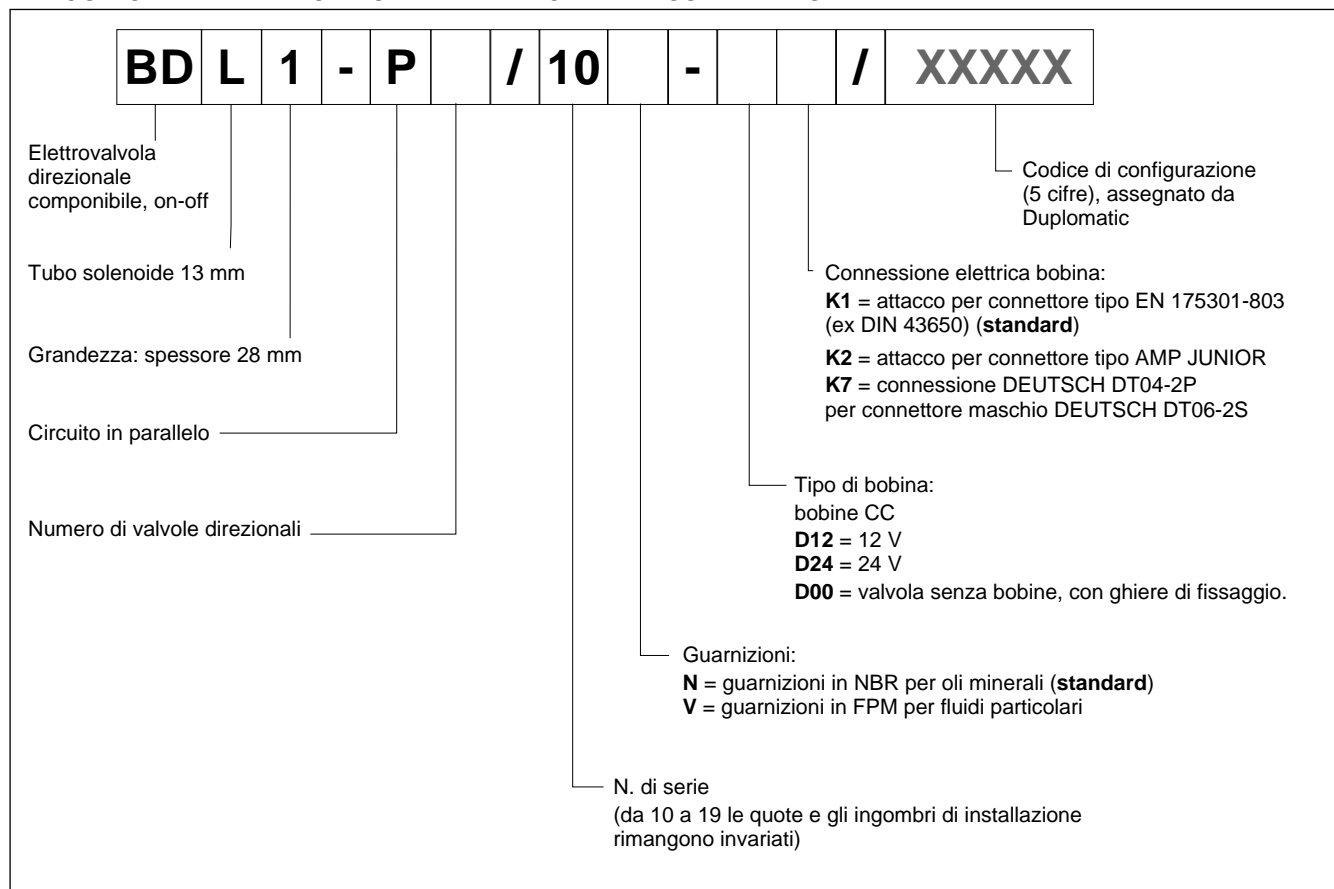 BD L 1 - P / 10 - / XXXXX
Elettrovalvola
direzionale
componibile, on-off
Tubo solenoide 13 mm
Grandezza: spessore 28 mm
Circuito in parallelo
Numero di valvole direzionali
Codice di configurazione
(5 cifre), assegnato da
Duplomatic
Connessione elettrica bobina:
K1 = attacco per connettore tipo EN 175301-803
(ex DIN 43650) (standard)
K2 = attacco per connettore tipo AMP JUNIOR
K7 = connessione DEUTSCH DT04-2P
per connettore maschio DEUTSCH DT06-2S
Tipo di bobina:
bobine CC
D12 = 12 V
D24 = 24 V
D00 = valvola senza bobine, con ghiere di fissaggio.
Guarnizioni:
N = guarnizioni in NBR per oli minerali (standard)
V = guarnizioni in FPM per fluidi particolari
N. di serie
(da 10 a 19 le quote e gli ingombri di installazione
rimangono invariati)